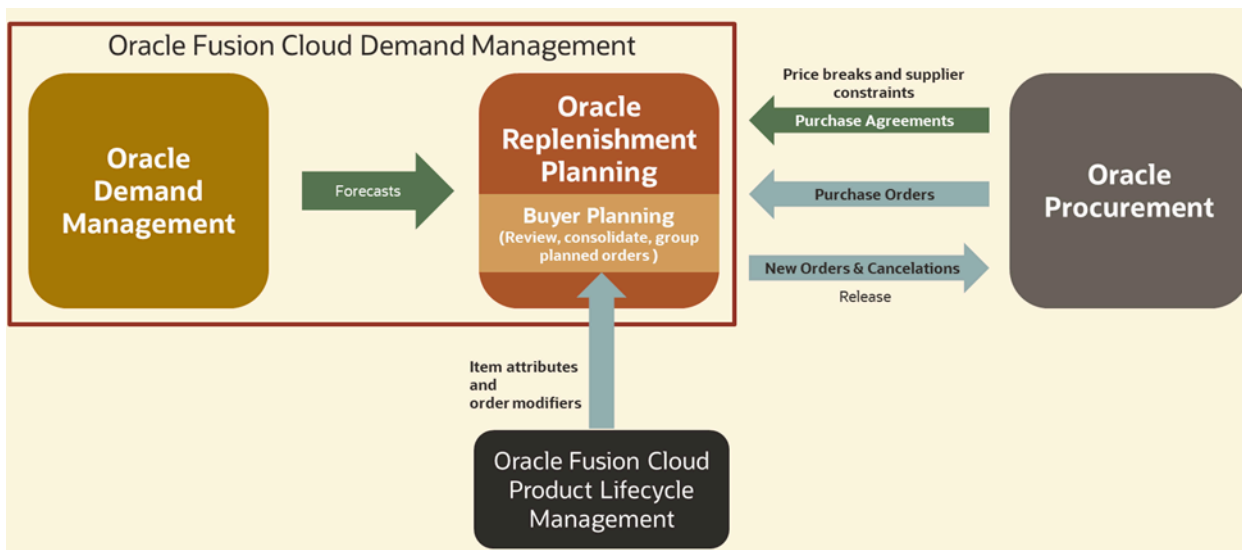 Oracle Fusion Cloud Demand Management
Oracle
Demand
Management
Forecasts
Oracle
Replenishment
Planning
Buyer Planning
(Review, consolidate, group
planned orders )
Price breaks and supplier
constraints
Purchase Agreements
Purchase Orders
New Orders & Cancelations
Release
Oracle
Procurement
Item attributes
and
order modifiers
Oracle Fusion Cloud
Product Lifecycle
Management